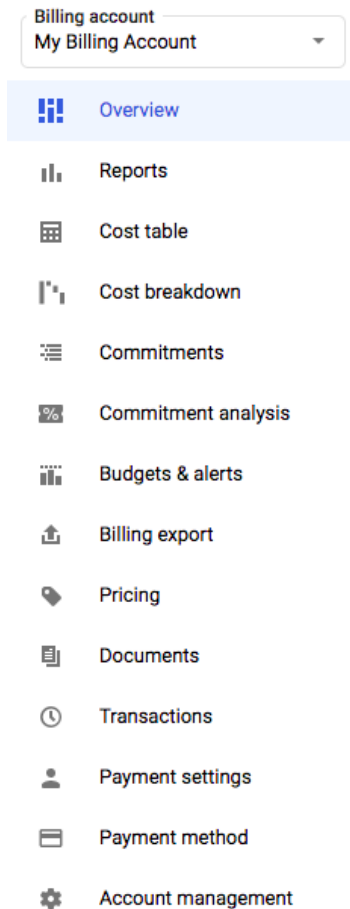 Billing account
My Billing Account
Overview
Reports
Cost table
Cost breakdown
Commitments
% Commitment analysis
Budgets & alerts
Billing export
Pricing
Documents
Transactions
Payment settings
Payment method
Account management